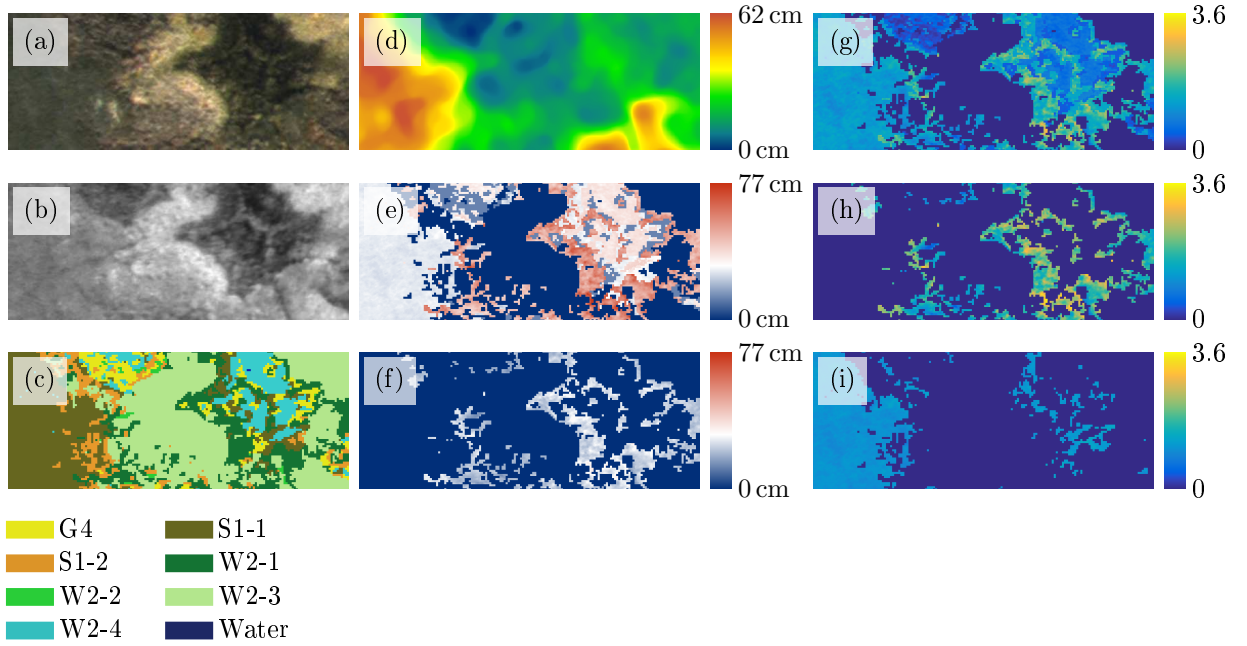 (a)
(d)
62 cm
0 cm
(g)
3.6
0
(b)
(e)
77 cm
0 cm
(h)
3.6
0
(c)
(f)
77 cm
0 cm
(i)
3.6
0
G4
S1-1
S1-2
W2-1
W2-2
W2-3
W2-4
Water